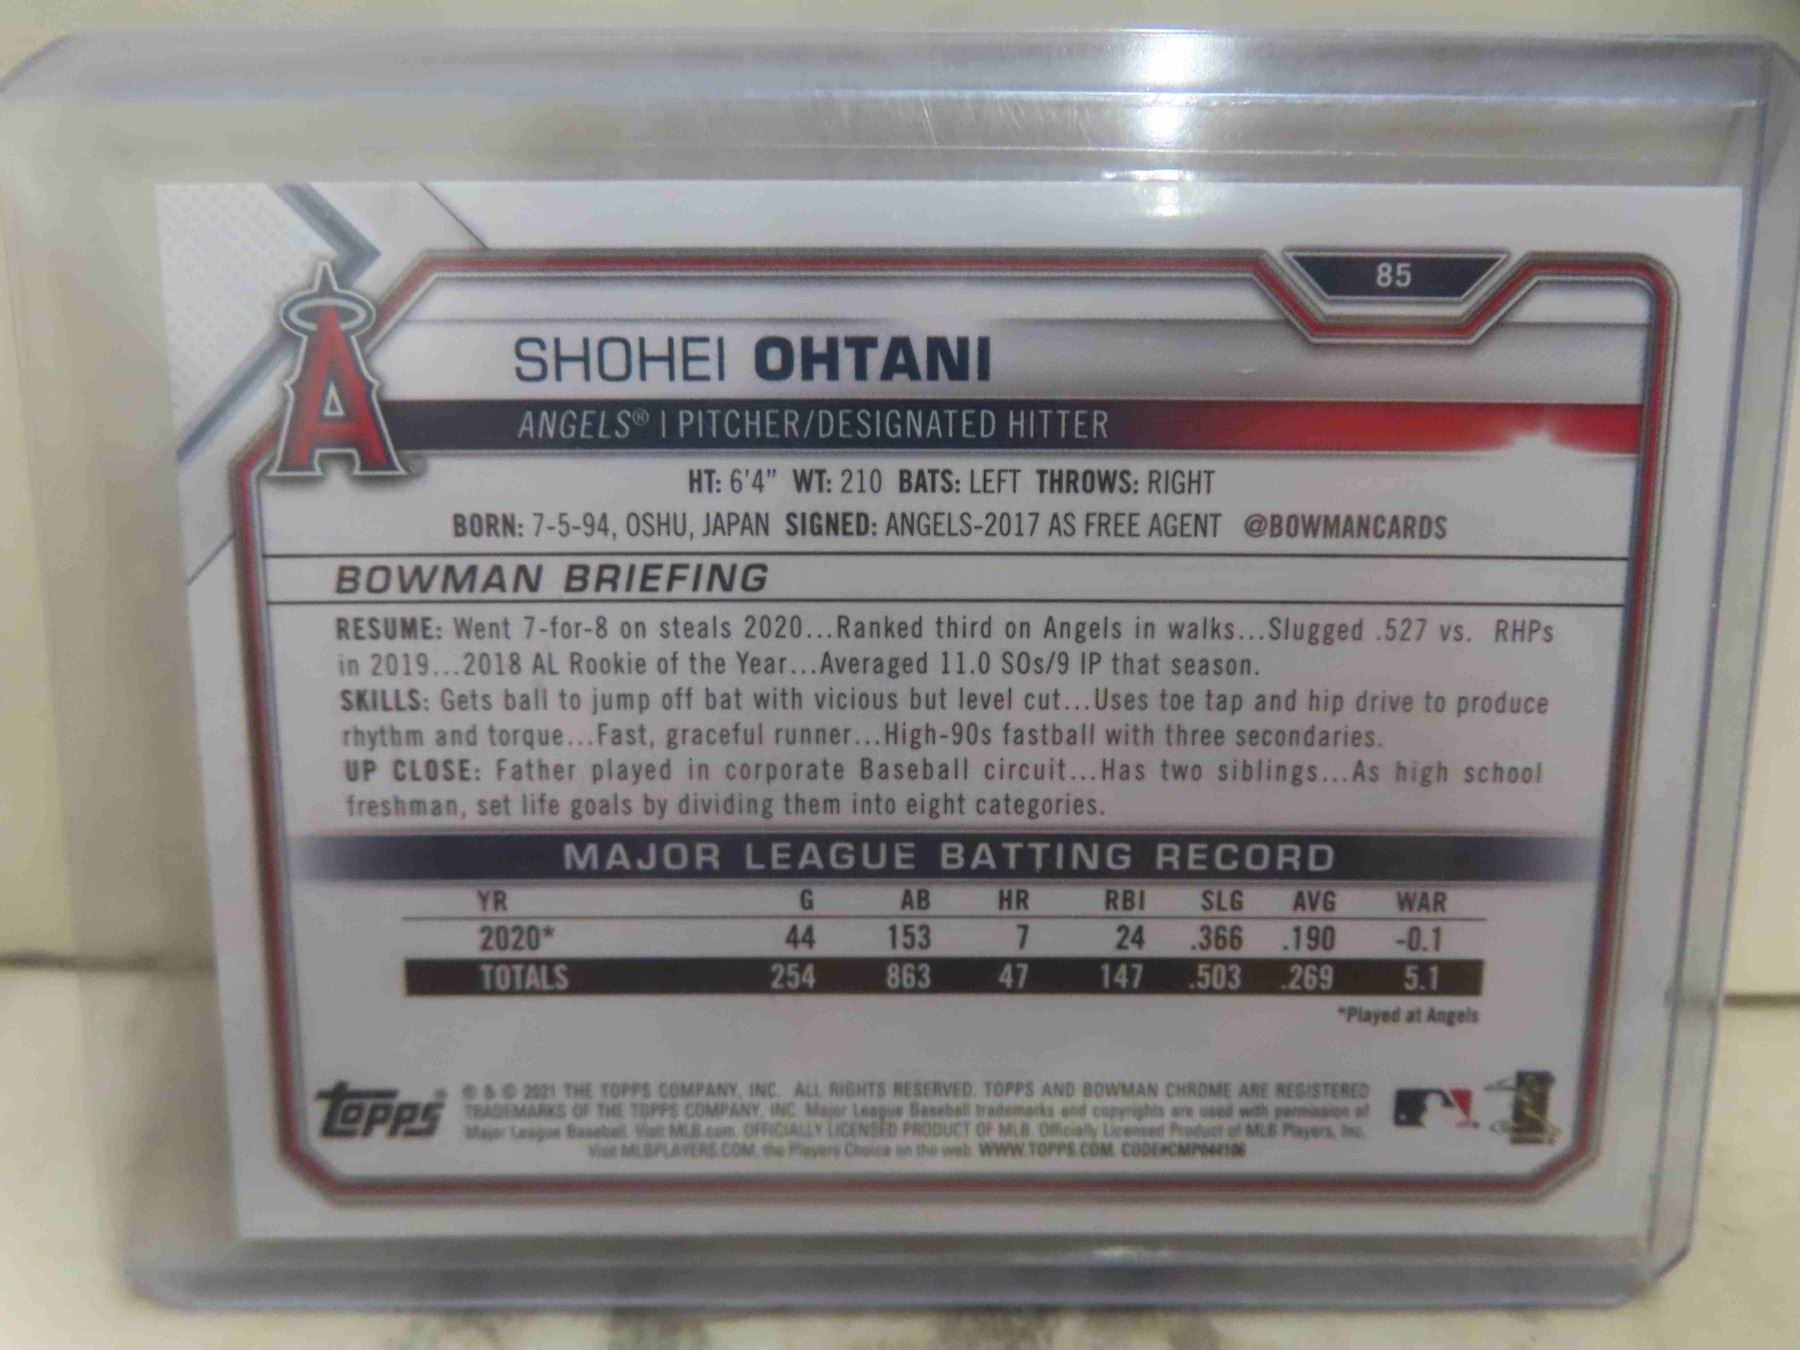 85
SHOHEI OHTANI
A
ANGELS® | PITCHER/DESIGNATED HITTER
HT: 6'4" WT: 210 BATS: LEFT THROWS: RIGHT
BORN: 7-5-94, OSHU, JAPAN SIGNED: ANGELS-2017 AS FREE AGENT @BOWMANCARDS
BOWMAN BRIEFING
RESUME: Went 7-for-8 on steals 2020...Ranked third on Angels in walks...Slugged .527 vs. RHPs
in 2019...2018 AL Rookie of the Year...Averaged 11.0 SOs/9 IP that season.
SKILLS: Gets ball to jump off bat with vicious but level cut...Uses toe tap and hip drive to produce
rhythm and torque...Fast, graceful runner...High-90s fastball with three secondaries.
UP CLOSE: Father played in corporate Baseball circuit...Has two siblings...As high school
freshman, set life goals by dividing them into eight categories.
MAJOR LEAGUE BATTING RECORD
YR G AB HR RBI SLG AVG WAR
2020* 44 153 7 24 .366 .190 -0.1
TOTALS 254 863 47 147 .503 .269 5.1
*Played at Angels
topps® ® & © 2021 THE TOPPS COMPANY, INC. ALL RIGHTS RESERVED. TOPPS AND BOWMAN CHROME ARE REGISTERED
TRADEMARKS OF THE TOPPS COMPANY, INC. Major League Baseball trademarks and copyrights are used with permission of
Major League Baseball. Visit MLB.com. OFFICIALLY LICENSED PRODUCT OF MLB Officially Licensed Product of MLB Players, Inc.
Visit MLBPLAYERS.COM, the Players Choice on the web. WWW.TOPPS.COM. CODE#CMP044106